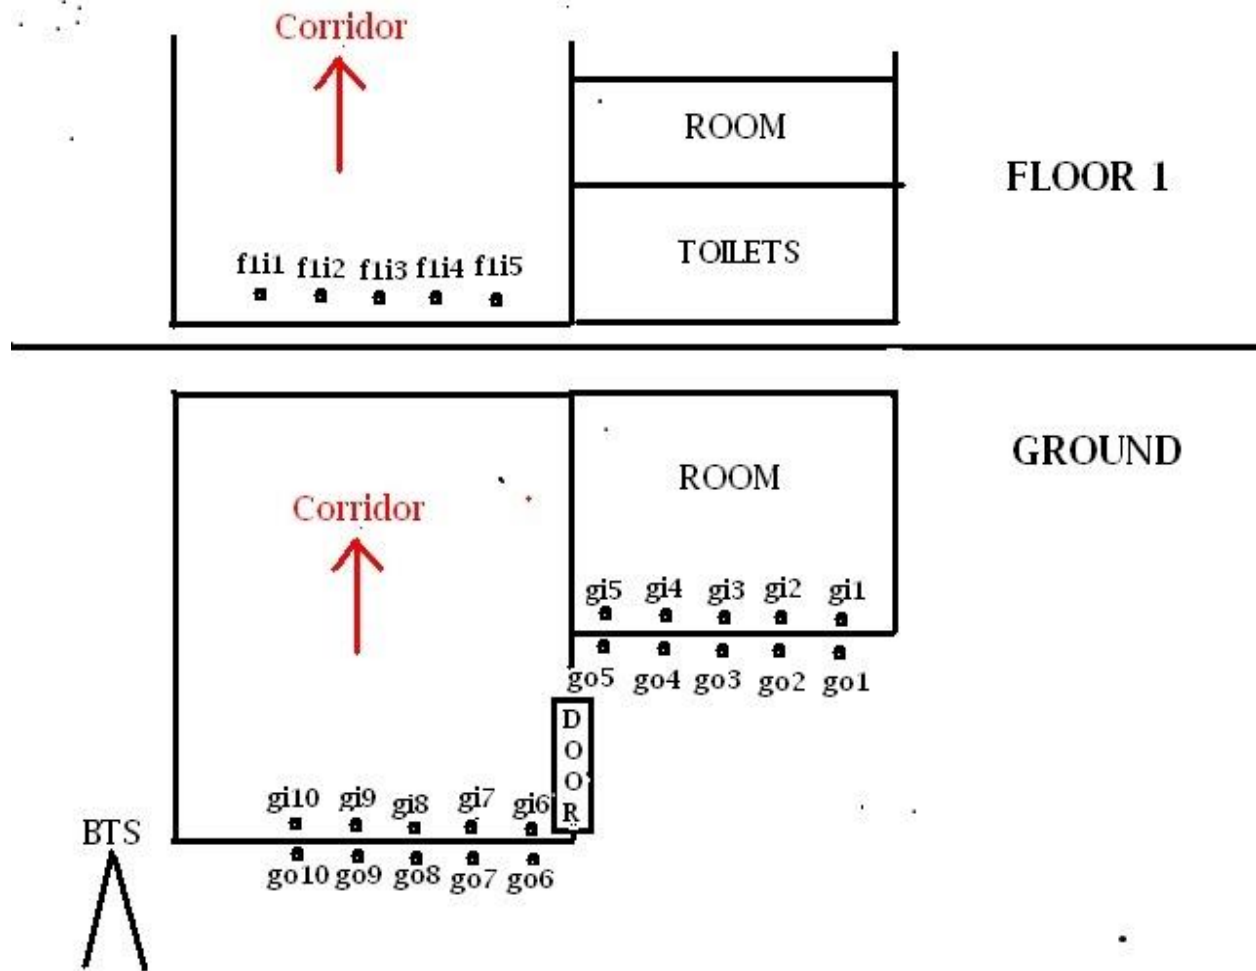 Corridor
ROOM
FLOOR 1
TOILETS
f1i1 f1i2 f1i3 f1i4 f1i5
GROUND
ROOM
Corridor
gi5 gi4 gi3 gi2 gi1
go5 go4 go3 go2 go1
DOOR
gi10 gi9 gi8 gi7 gi6
BTS
go10 go9 go8 go7 go6